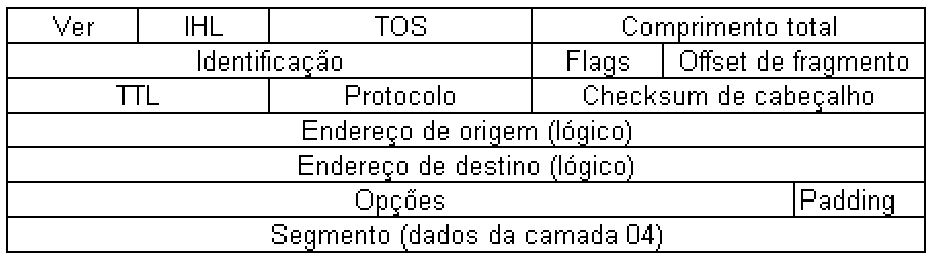 Ver IHL TOS Comprimento total
Identificação Flags Offset de fragmento
TTL Protocolo Checksum de cabeçalho
Endereço de origem (lógico)
Endereço de destino (lógico)
Opções Padding
Segmento (dados da camada 04)